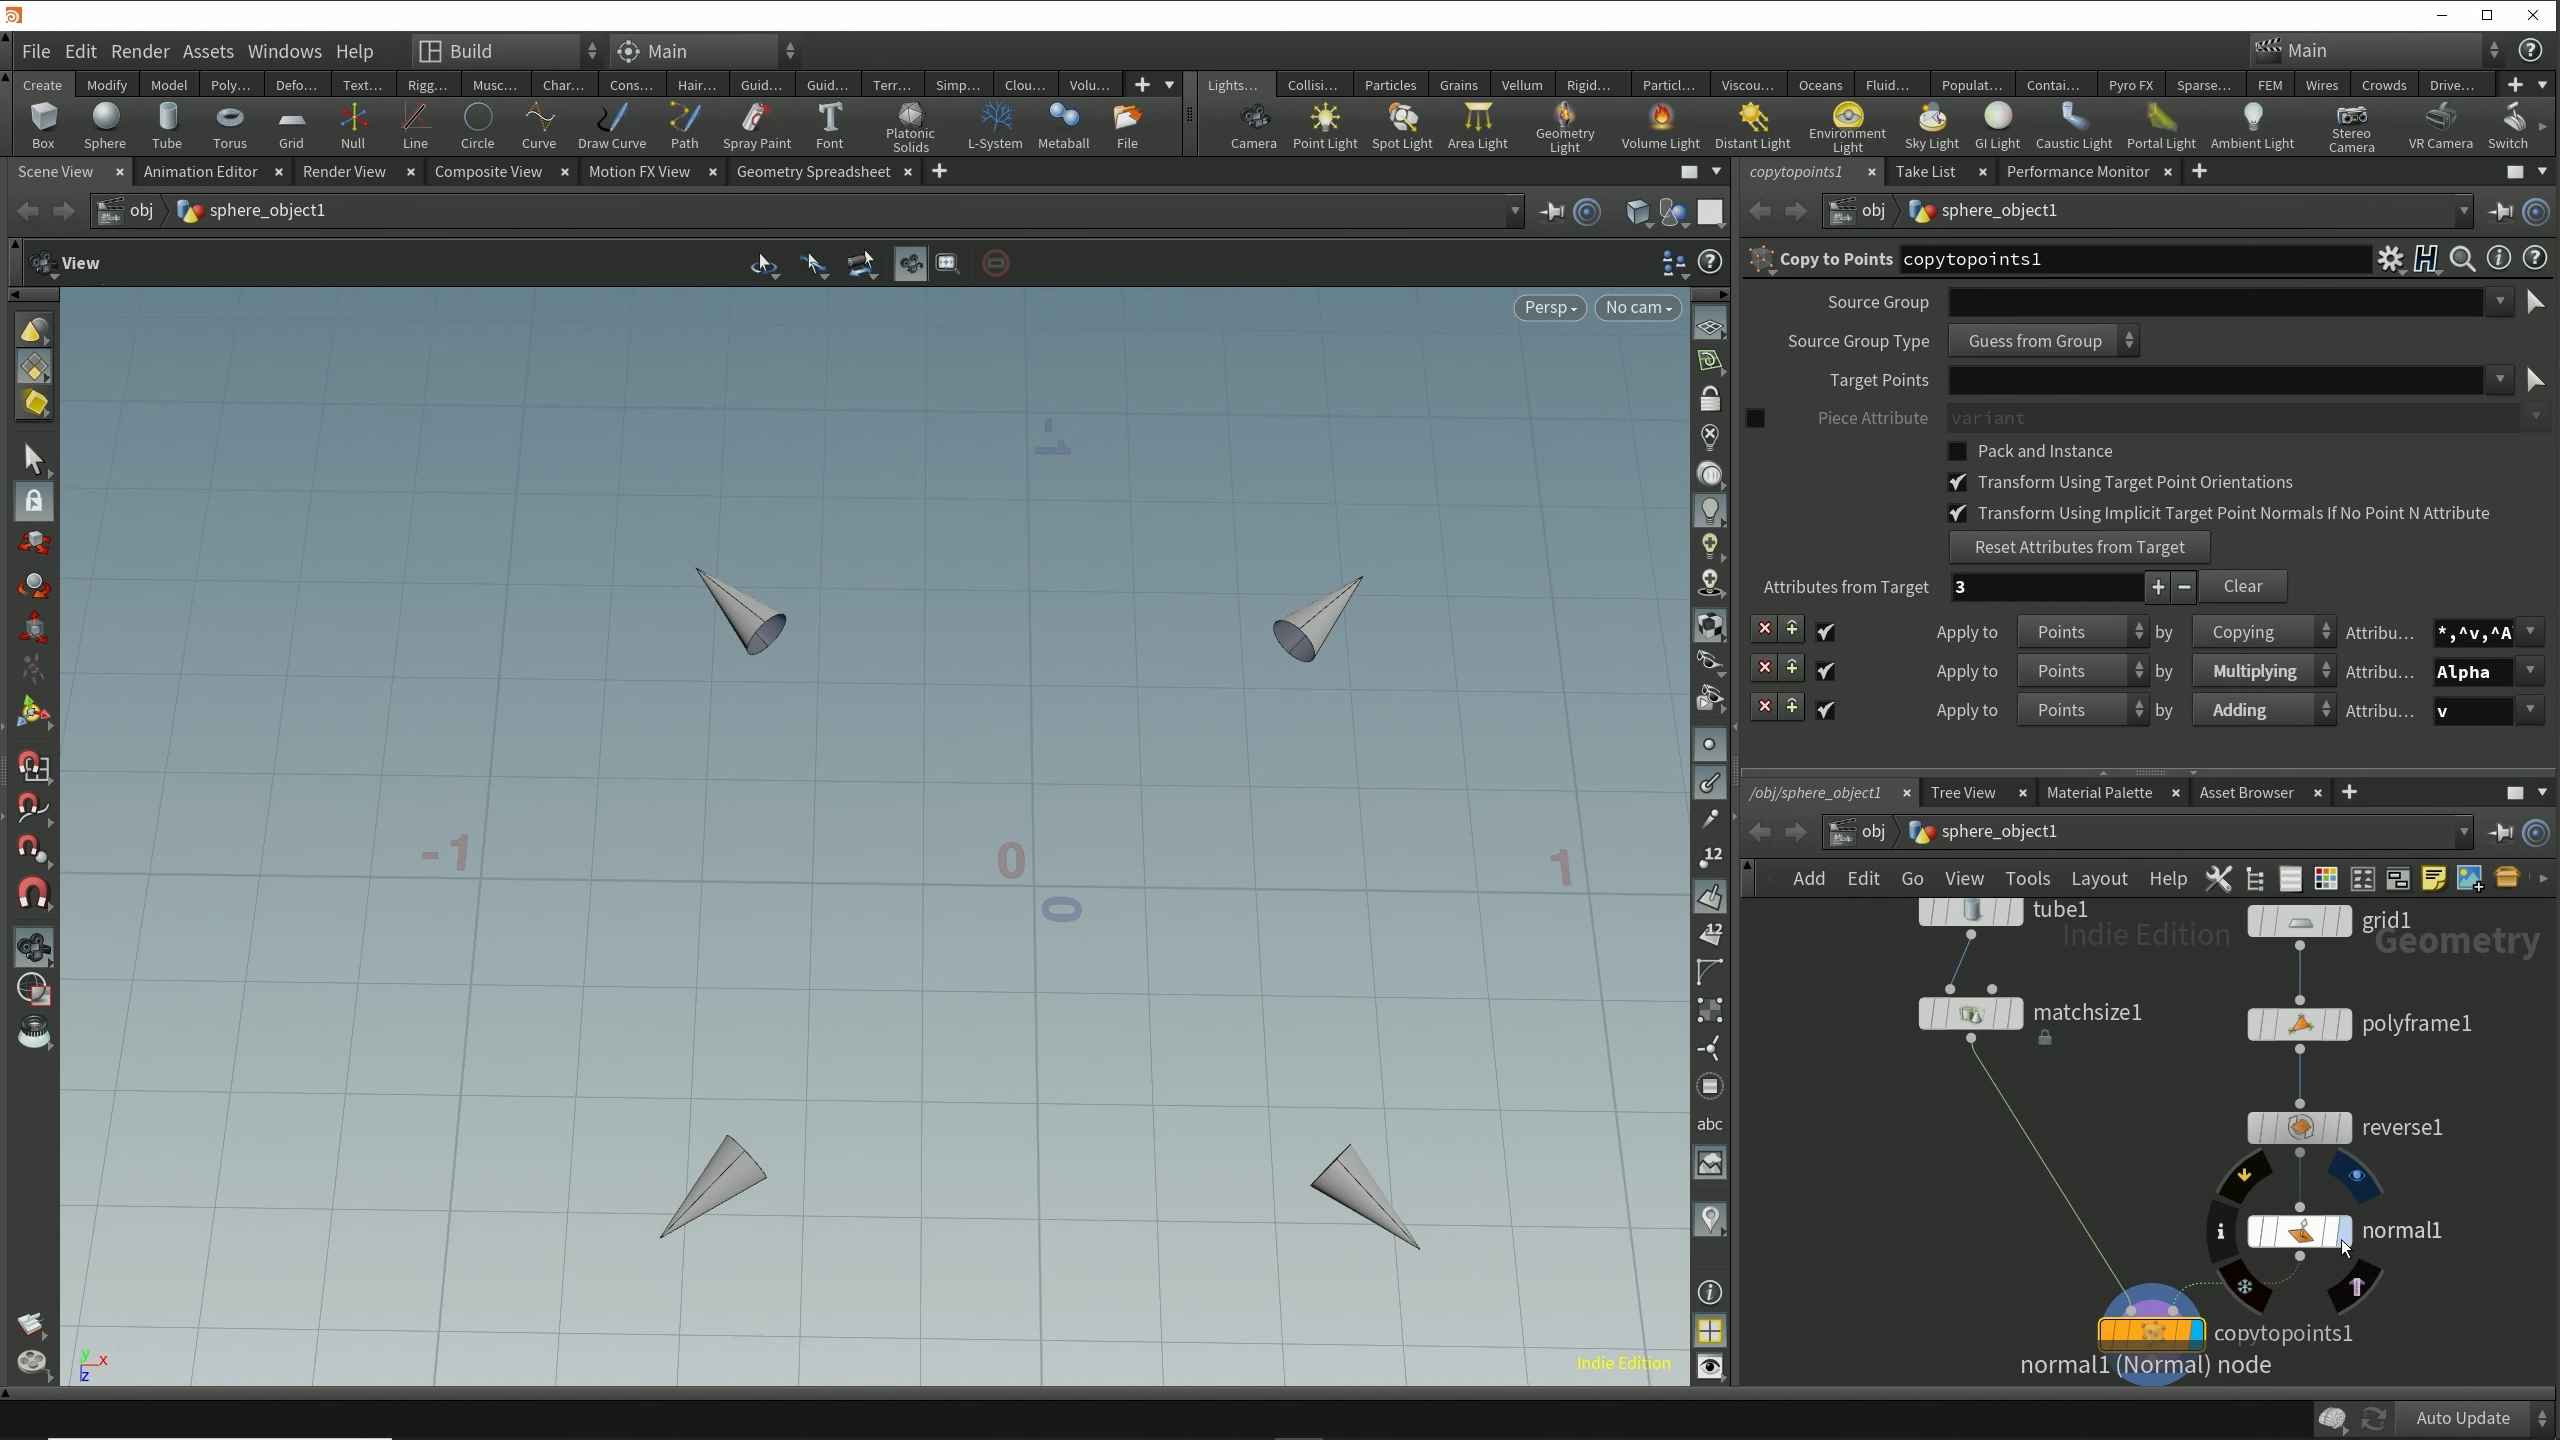 File Edit Render Assets Windows Help Build Main Main
Create Modify Model Poly... Defo... Text... Rigg... Musc... Char... Cons... Hair... Guid... Guid... Terr... Simp... Clou... Volu... Lights... Collisi... Particles Grains Vellum Rigid... Particl... Viscou... Oceans Fluid... Populat... Contai... Pyro FX Sparse... FEM Wires Crowds Drive...
Box Sphere Tube Torus Grid Null Line Circle Curve Draw Curve Path Spray Paint Font Platonic Solids L-System Metaball File Camera Point Light Spot Light Area Light Geometry Light Volume Light Distant Light Environment Light Sky Light GI Light Caustic Light Portal Light Ambient Light Stereo Camera VR Camera Switch
Scene View Animation Editor Render View Composite View Motion FX View Geometry Spreadsheet
obj sphere_object1
View
Persp No cam
-1
-1 0 1
0
y x z
Indie Edition
12
12
abc
copytopoints1 Take List Performance Monitor
obj sphere_object1
Copy to Points copytopoints1
Source Group
Source Group Type Guess from Group
Target Points
Piece Attribute variant
Pack and Instance
Transform Using Target Point Orientations
Transform Using Implicit Target Point Normals If No Point N Attribute
Reset Attributes from Target
Attributes from Target 3 Clear
Apply to Points by Copying Attribu... *,^v,^A
Apply to Points by Multiplying Attribu... Alpha
Apply to Points by Adding Attribu... v
/obj/sphere_object1 Tree View Material Palette Asset Browser
obj sphere_object1
Add Edit Go View Tools Layout Help
tube1
grid1
Indie Edition
Geometry
matchsize1
polyframe1
reverse1
normal1
copytopoints1
normal1 (Normal) node
Auto Update